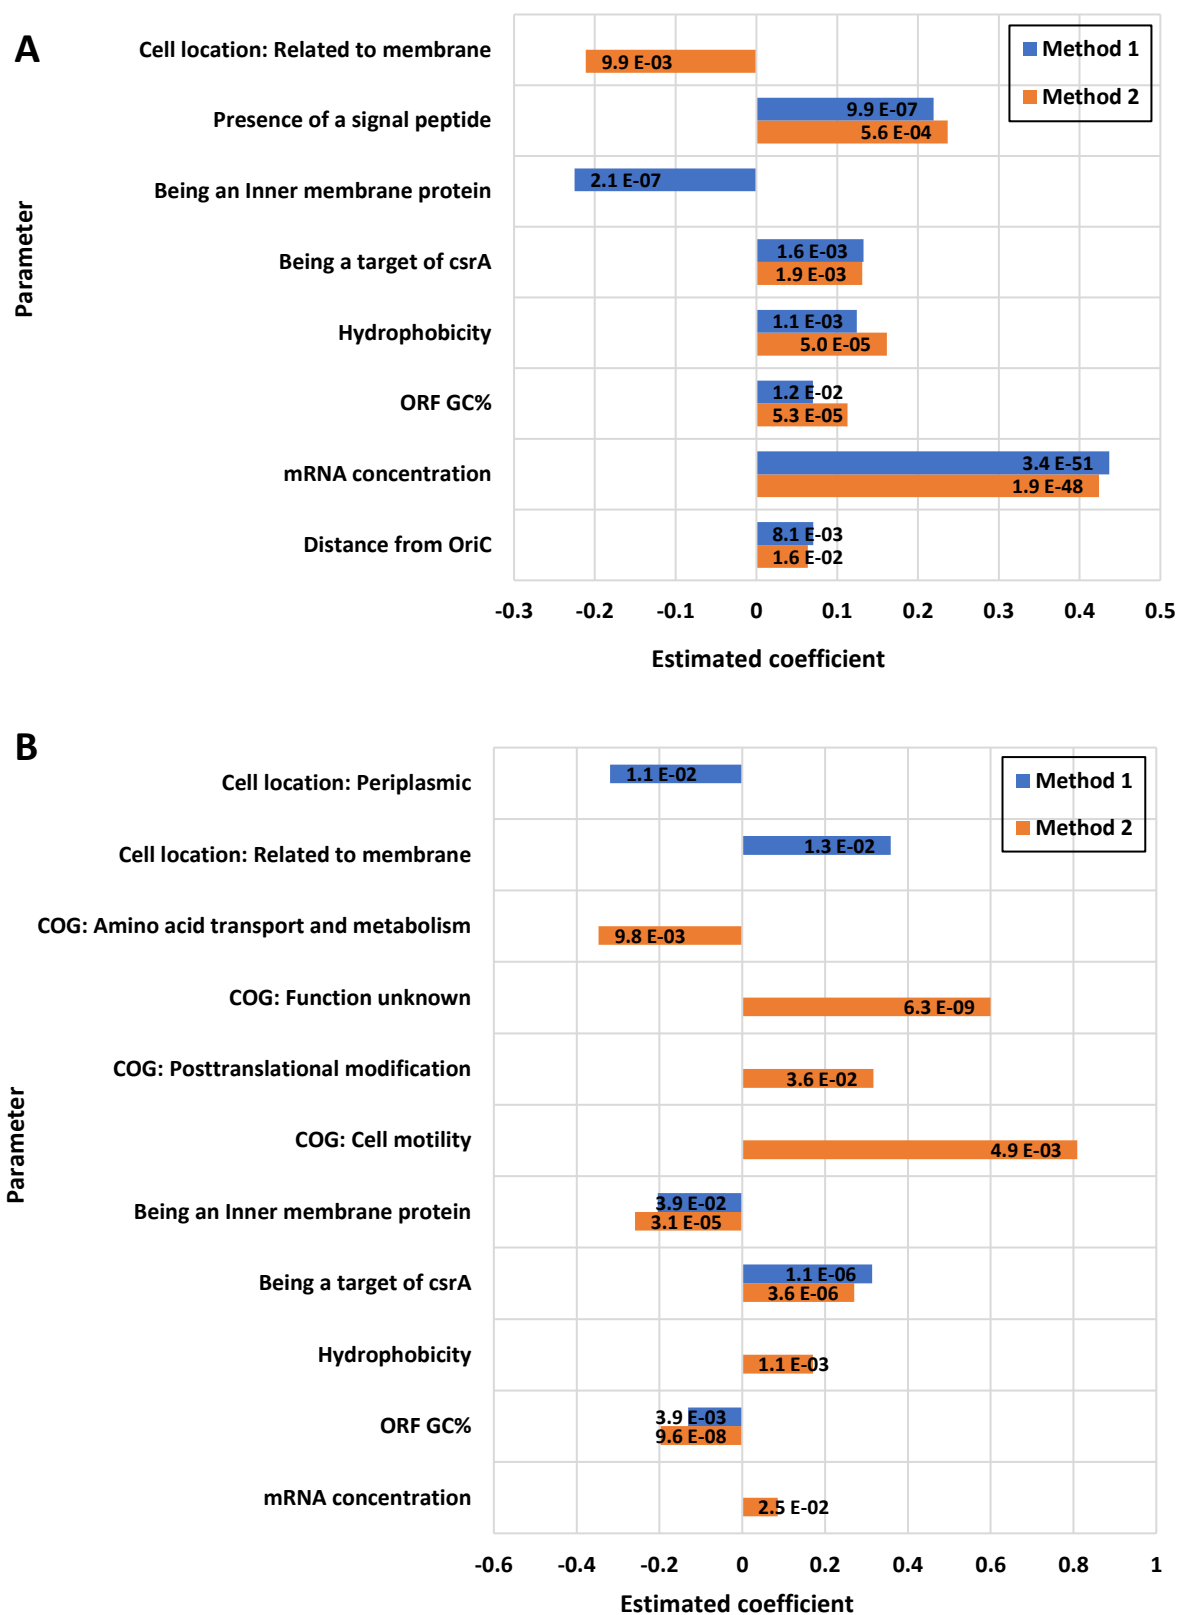 A
Cell location: Related to membrane
9.9 E-03
Method 1
Method 2
Presence of a signal peptide
9.9 E-07
5.6 E-04
Being an Inner membrane protein
2.1 E-07
Being a target of csrA
1.6 E-03
1.9 E-03
Hydrophobicity
1.1 E-03
5.0 E-05
ORF GC%
1.2 E-02
5.3 E-05
mRNA concentration
3.4 E-51
1.9 E-48
Distance from OriC
8.1 E-03
1.6 E-02
Parameter
-0.3 -0.2 -0.1 0 0.1 0.2 0.3 0.4 0.5
Estimated coefficient
B
Cell location: Periplasmic
1.1 E-02
Method 1
Method 2
Cell location: Related to membrane
1.3 E-02
COG: Amino acid transport and metabolism
9.8 E-03
COG: Function unknown
6.3 E-09
COG: Posttranslational modification
3.6 E-02
COG: Cell motility
4.9 E-03
Being an Inner membrane protein
3.9 E-02
3.1 E-05
Being a target of csrA
1.1 E-06
3.6 E-06
Hydrophobicity
1.1 E-03
ORF GC%
3.9 E-03
9.6 E-08
mRNA concentration
2.5 E-02
Parameter
-0.6 -0.4 -0.2 0 0.2 0.4 0.6 0.8 1
Estimated coefficient